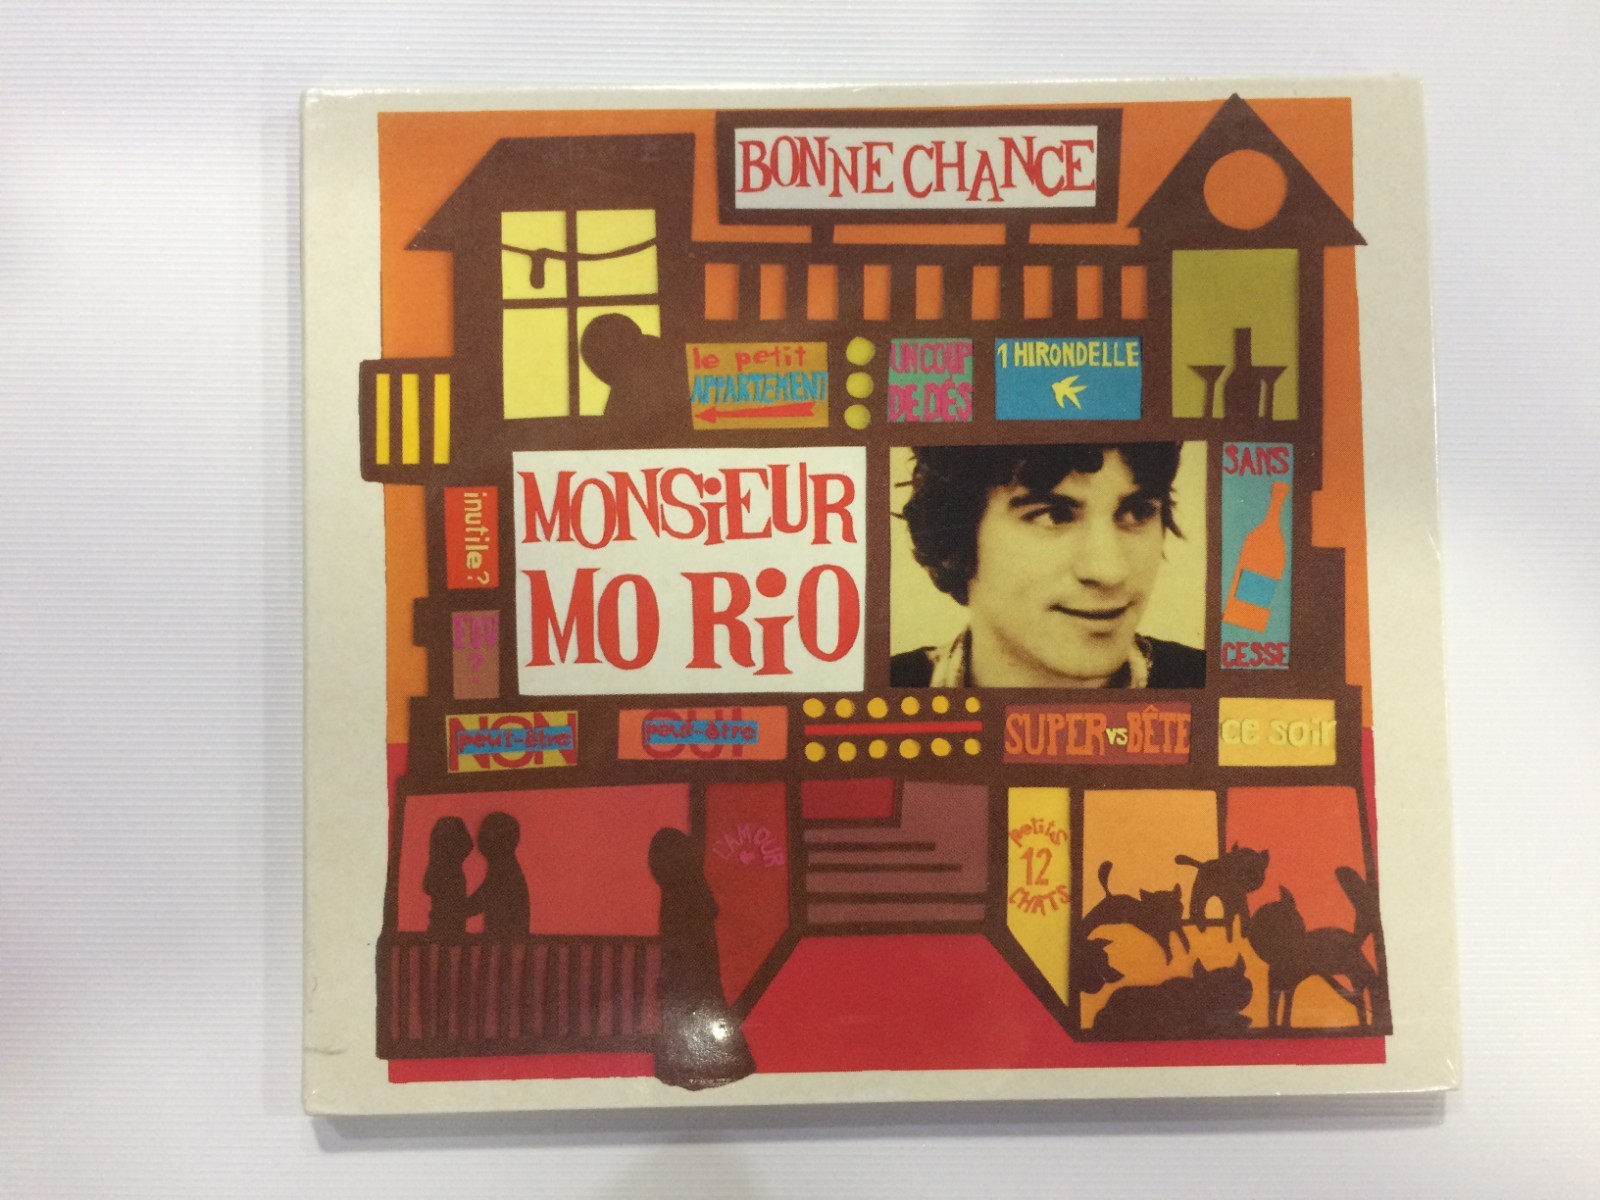 BONNE CHANCE
le petit
APPARTEMENT
UN COUP
DE DÉS
1 HIRONDELLE
MONSiEUR
MO RiO
SANS
CESSE
inutile?
NON
peut-être
OUI
peut-être
SUPER vs BÊTE
ce soir
L'AMOUR
petits
12
CHATS